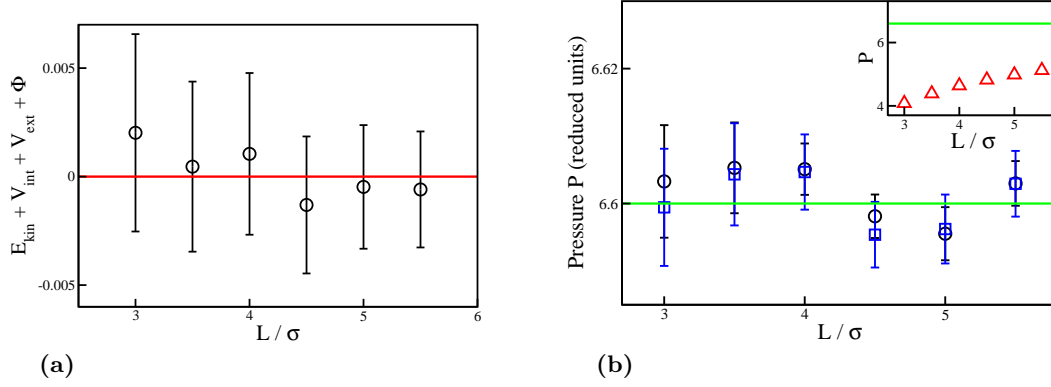 E_kin + V_int + V_ext + Φ
0.005
0
-0.005
3
4
5
6
L / σ
(a)
Pressure P (reduced units)
6.62
6.6
3
4
5
L / σ
P
6
4
3
4
5
L / σ
(b)